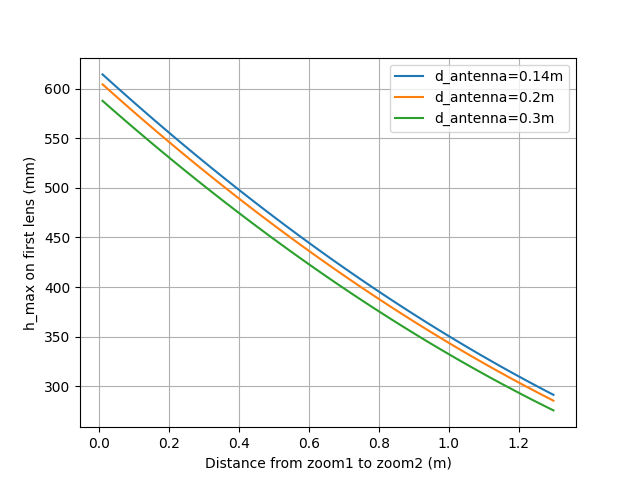 d_antenna=0.14m
d_antenna=0.2m
d_antenna=0.3m
h_max on first lens (mm)
600
550
500
450
400
350
300
0.0 0.2 0.4 0.6 0.8 1.0 1.2
Distance from zoom1 to zoom2 (m)